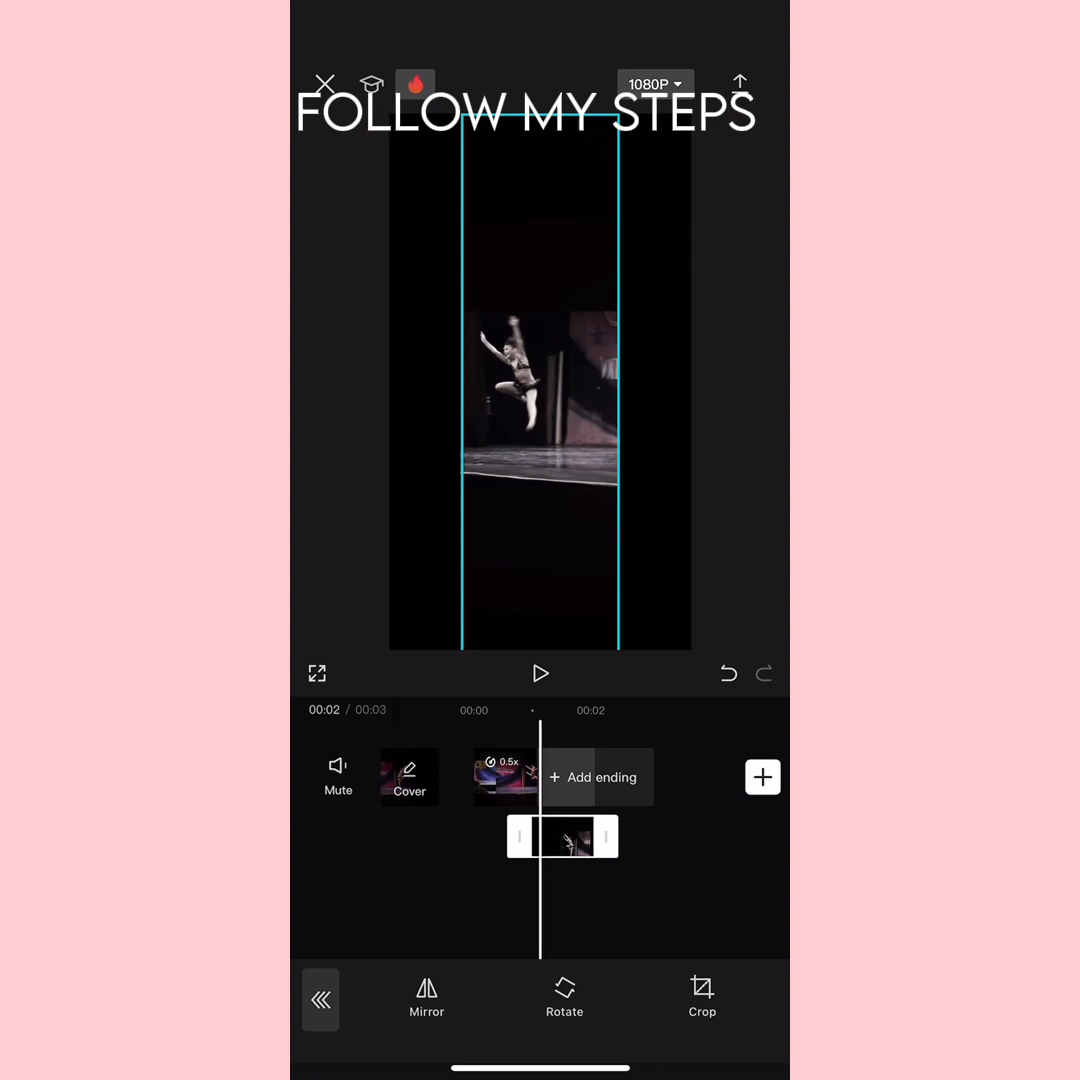 1080P
FOLLOW MY STEPS
00:02 / 00:03
00:00
00:02
Mute
Cover
0.5x
+ Add ending
Mirror
Rotate
Crop